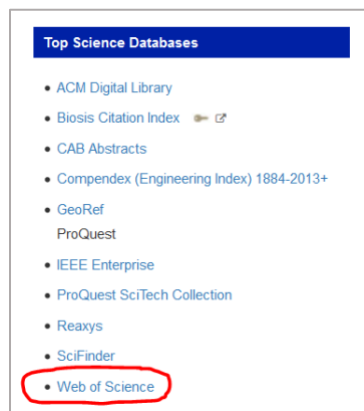 Top Science Databases
ACM Digital Library
Biosis Citation Index
CAB Abstracts
Compendex (Engineering Index) 1884-2013+
GeoRef
ProQuest
IEEE Enterprise
ProQuest SciTech Collection
Reaxys
SciFinder
Web of Science